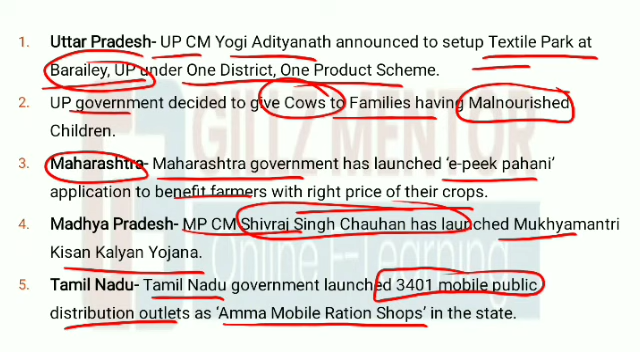 1. Uttar Pradesh- UP CM Yogi Adityanath announced to setup Textile Park at
Barailey, UP under One District, One Product Scheme.
2. UP government decided to give Cows to Families having Malnourished
Children.
3. Maharashtra- Maharashtra government has launched ‘e-peek pahani’
application to benefit farmers with right price of their crops.
4. Madhya Pradesh- MP CM Shivraj Singh Chauhan has launched Mukhyamantri
Kisan Kalyan Yojana.
5. Tamil Nadu- Tamil Nadu government launched 3401 mobile public
distribution outlets as ‘Amma Mobile Ration Shops’ in the state.
MENTOR
Online E-Learning